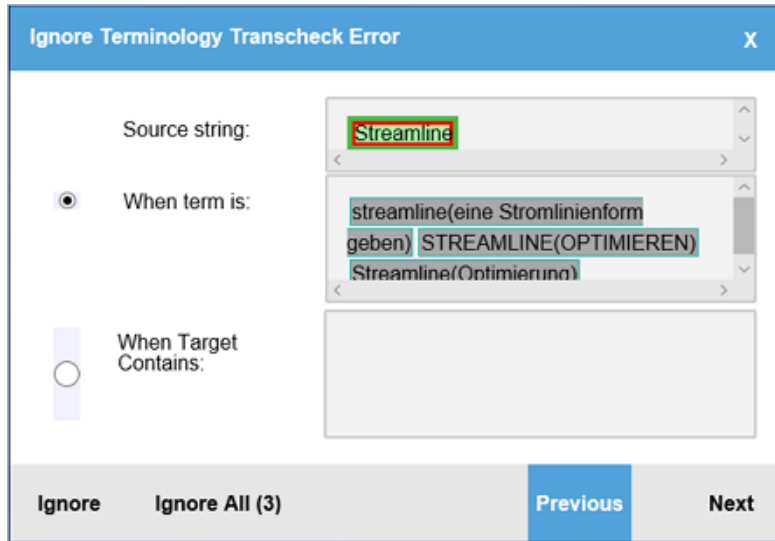 Ignore Terminology Transcheck Error X
Source string: Streamline
When term is: streamline(eine Stromlinienform
geben) STREAMLINE(OPTIMIEREN)
Streamline(Optimierung)
When Target
Contains:
Ignore Ignore All (3) Previous Next